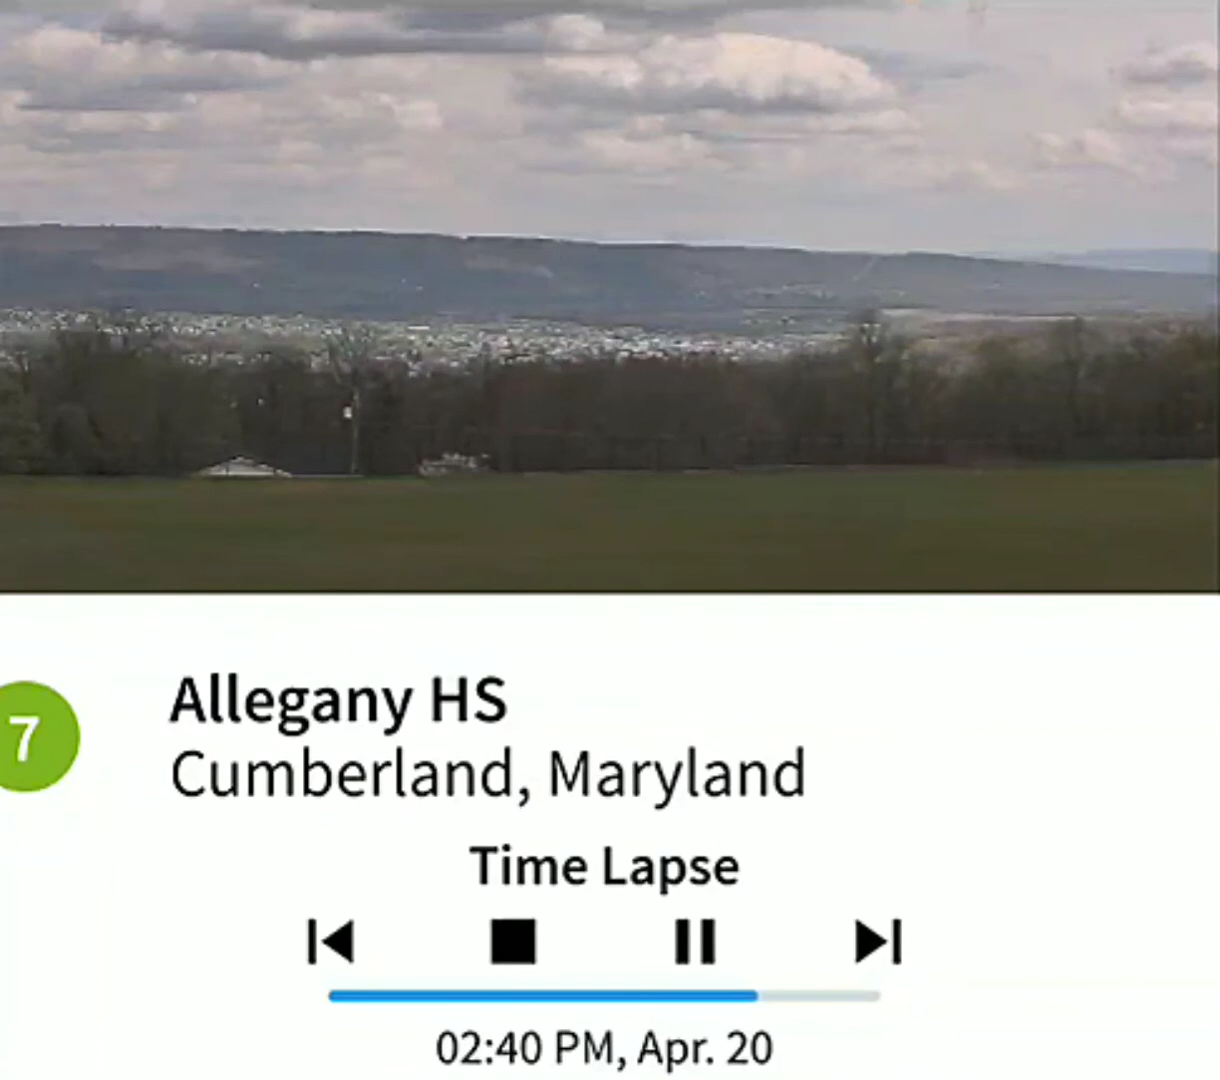 7
Allegany HS
Cumberland, Maryland
Time Lapse
02:40 PM, Apr. 20